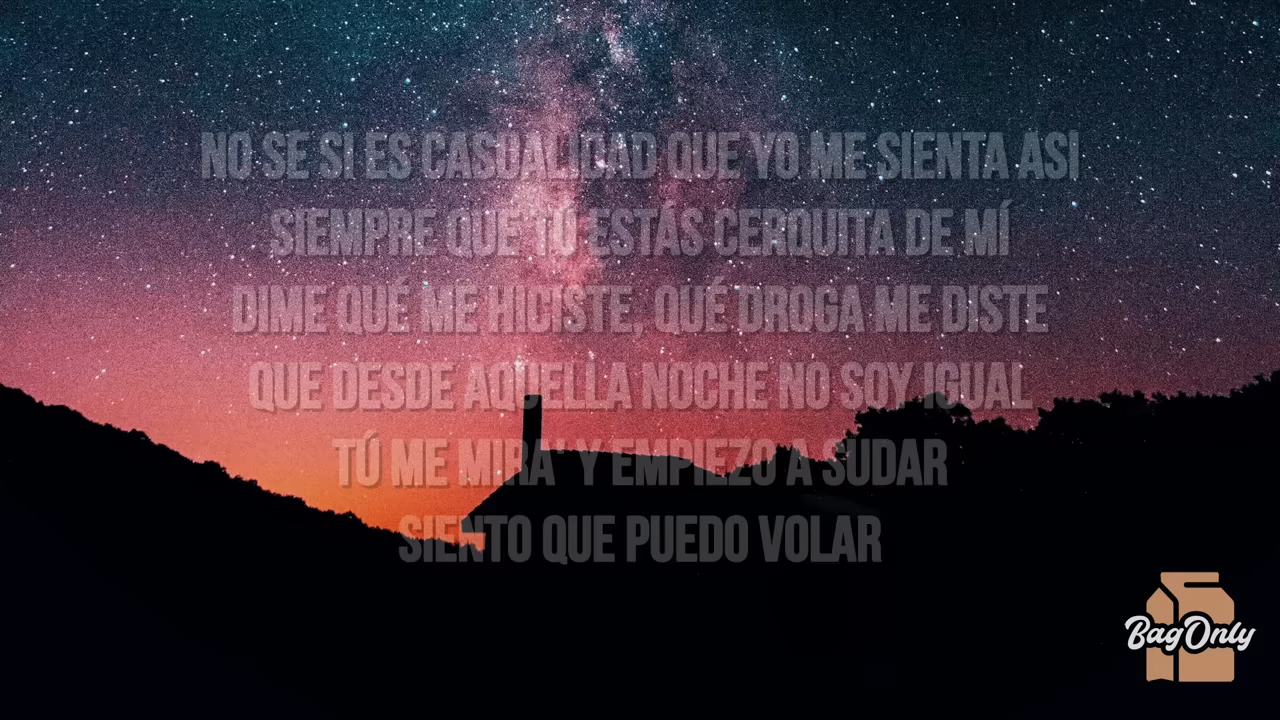 NO SÉ SI ES CASUALIDAD QUE YO ME SIENTA ASÍ
SIEMPRE QUE TÚ ESTÁS CERQUITA DE MÍ
DIME QUÉ ME HICISTE, QUÉ DROGA ME DISTE
QUE DESDE AQUELLA NOCHE NO SOY IGUAL
TÚ ME MIRA' Y EMPIEZO A SUDAR
SIENTO QUE PUEDO VOLAR
BagOnly